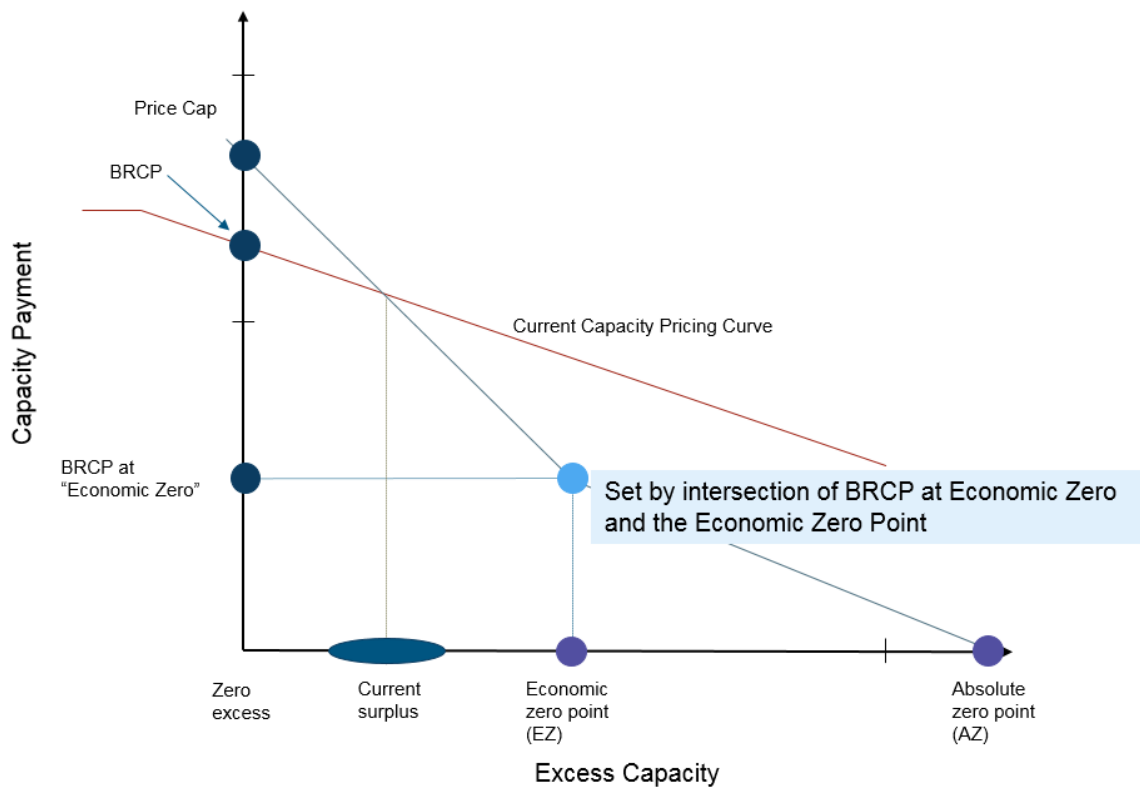 Price Cap
BRCP
Capacity Payment
Current Capacity Pricing Curve
BRCP at
“Economic Zero”
Set by intersection of BRCP at Economic Zero
and the Economic Zero Point
Zero
excess
Current
surplus
Economic
zero point
(EZ)
Absolute
zero point
(AZ)
Excess Capacity